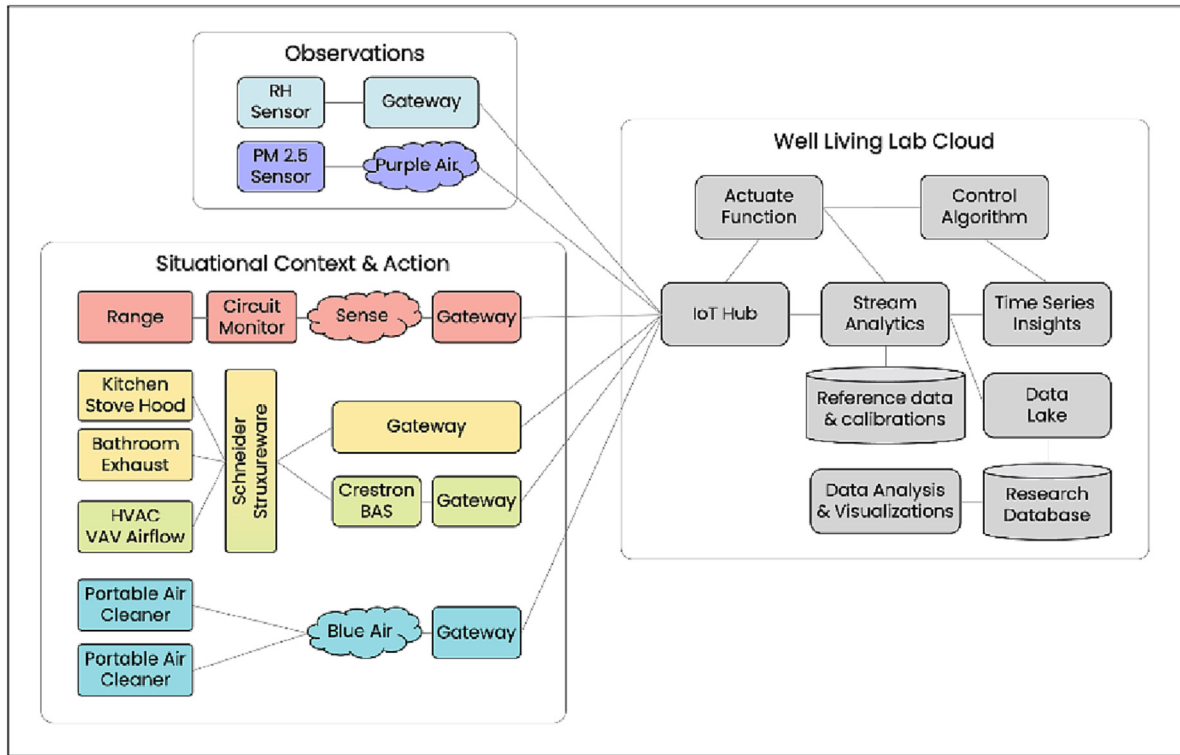 Observations
RH
Sensor
Gateway
PM 2.5
Sensor
Purple Air
Situational Context & Action
Range
Circuit
Monitor
Sense
Gateway
Kitchen
Stove Hood
Bathroom
Exhaust
HVAC
VAV Airflow
Schneider
Struxureware
Gateway
Crestron
BAS
Gateway
Portable Air
Cleaner
Portable Air
Cleaner
Blue Air
Gateway
Well Living Lab Cloud
Actuate
Function
Control
Algorithm
IoT Hub
Stream
Analytics
Time Series
Insights
Reference data
& calibrations
Data
Lake
Data Analysis
& Visualizations
Research
Database